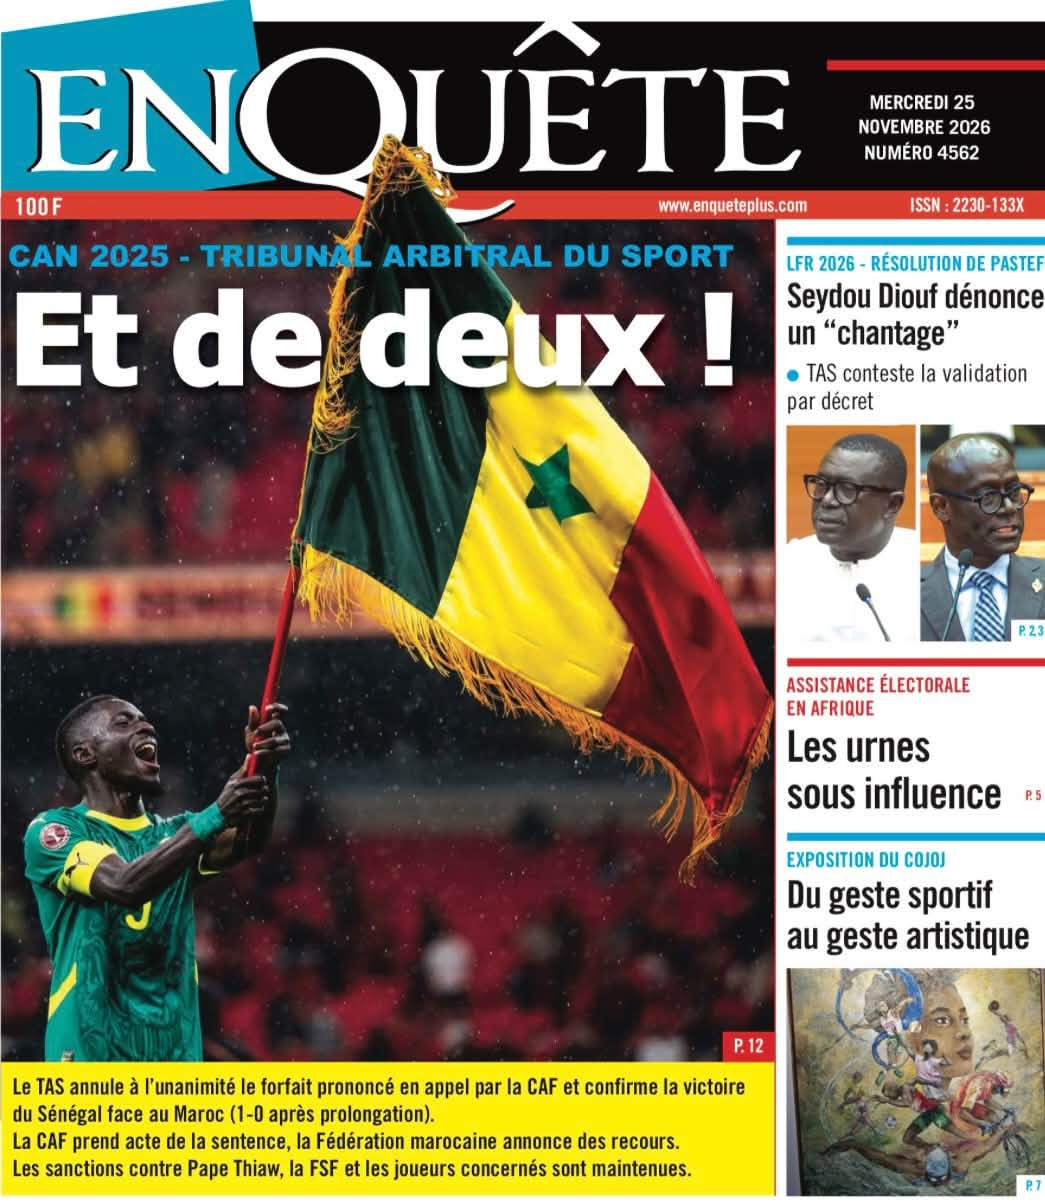 ENQUÊTE
MERCREDI 25
NOVEMBRE 2026
NUMÉRO 4562
100 F
www.enqueteplus.com
ISSN : 2230-133X
CAN 2025 - TRIBUNAL ARBITRAL DU SPORT
Et de deux !
P. 12
Le TAS annule à l'unanimité le forfait prononcé en appel par la CAF et confirme la victoire
du Sénégal face au Maroc (1-0 après prolongation).
La CAF prend acte de la sentence, la Fédération marocaine annonce des recours.
Les sanctions contre Pape Thiaw, la FSF et les joueurs concernés sont maintenues.
LFR 2026 - RÉSOLUTION DE PASTEF
Seydou Diouf dénonce
un “chantage”
• TAS conteste la validation
par décret
P. 2,3
ASSISTANCE ÉLECTORALE
EN AFRIQUE
Les urnes
sous influence
P. 5
EXPOSITION DU COJOJ
Du geste sportif
au geste artistique
P. 7